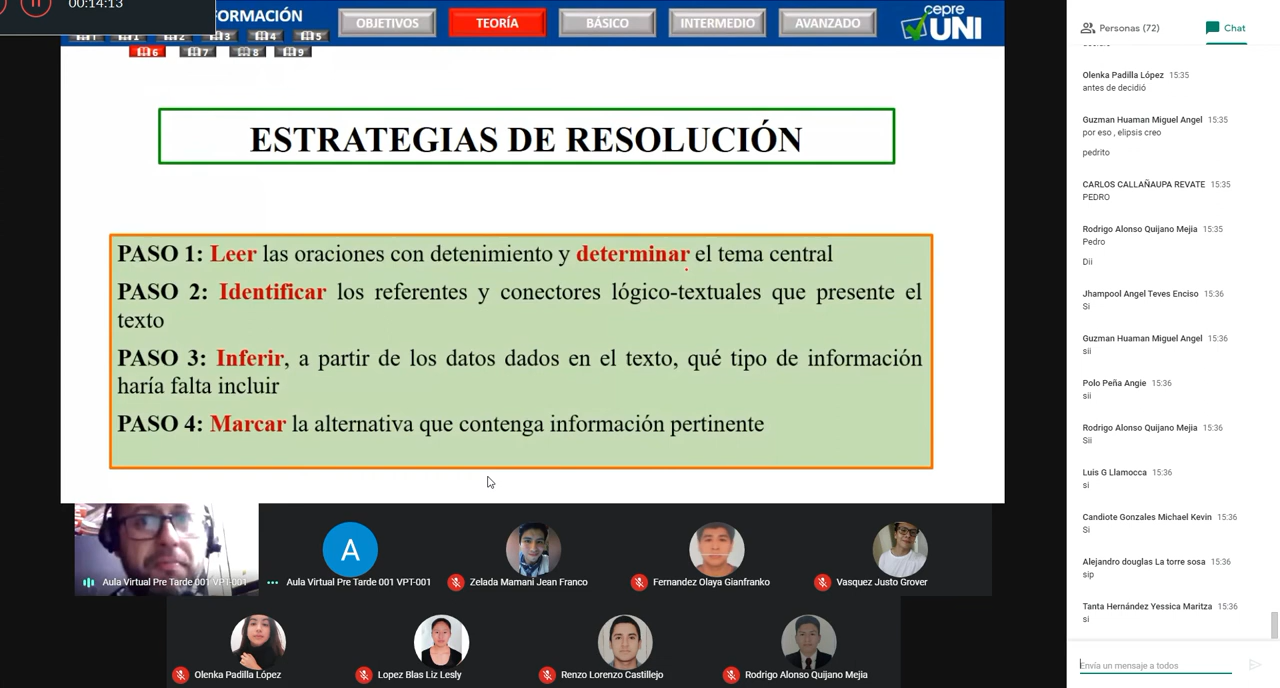 00:14:13
FORMACIÓN
OBJETIVOS
TEORÍA
BÁSICO
INTERMEDIO
AVANZADO
cepre
UNI
1
2
3
4
5
6
7
8
9
ESTRATEGIAS DE RESOLUCIÓN
PASO 1: Leer las oraciones con detenimiento y determinar el tema central
PASO 2: Identificar los referentes y conectores lógico-textuales que presente el
texto
PASO 3: Inferir, a partir de los datos dados en el texto, qué tipo de información
haría falta incluir
PASO 4: Marcar la alternativa que contenga información pertinente
Aula Virtual Pre Tarde 001 VPT-001
A
Aula Virtual Pre Tarde 001 VPT-001
Zelada Mamani Jean Franco
Fernandez Olaya Gianfranko
Vasquez Justo Grover
Olenka Padilla López
Lopez Blas Liz Lesly
Renzo Lorenzo Castillejo
Rodrigo Alonso Quijano Mejia
Personas (72)
Chat
Olenka Padilla López 15:35
antes de decidió
Guzman Huaman Miguel Angel 15:35
por eso , elipsis creo
pedrito
CARLOS CALLAÑAUPA REVATE 15:35
PEDRO
Rodrigo Alonso Quijano Mejia 15:35
Pedro
Dii
Jhampool Angel Teves Enciso 15:36
Si
Guzman Huaman Miguel Angel 15:36
sii
Polo Peña Angie 15:36
sii
Rodrigo Alonso Quijano Mejia 15:36
Sii
Luis G Llamocca 15:36
si
Candiote Gonzales Michael Kevin 15:36
Si
Alejandro douglas La torre sosa 15:36
sip
Tanta Hernández Yessica Maritza 15:36
si
Envía un mensaje a todos